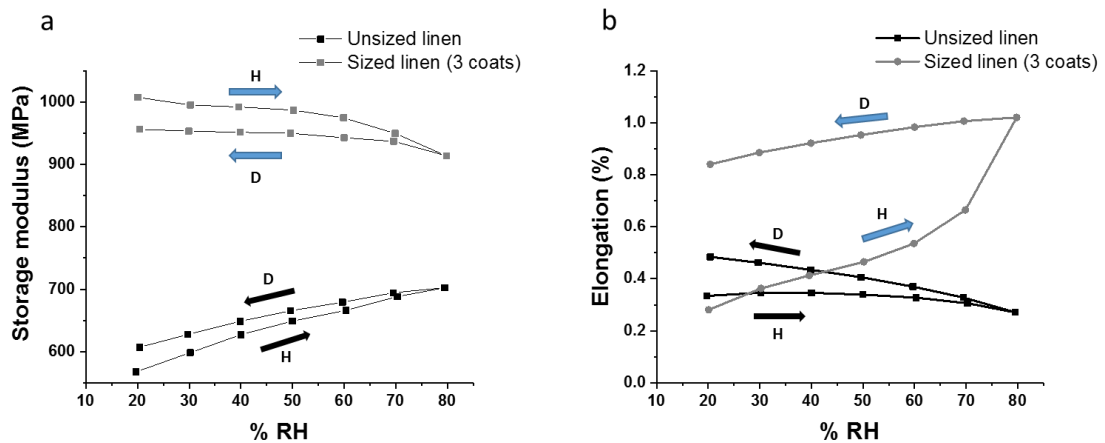 a
Unsized linen
Sized linen (3 coats)
H
D
D
H
Storage modulus (MPa)
1000
900
800
700
600
10 20 30 40 50 60 70 80
% RH
b
Unsized linen
Sized linen (3 coats)
D
H
D
H
Elongation (%)
1.2
1.0
0.8
0.6
0.4
0.2
0.0
10 20 30 40 50 60 70 80
% RH